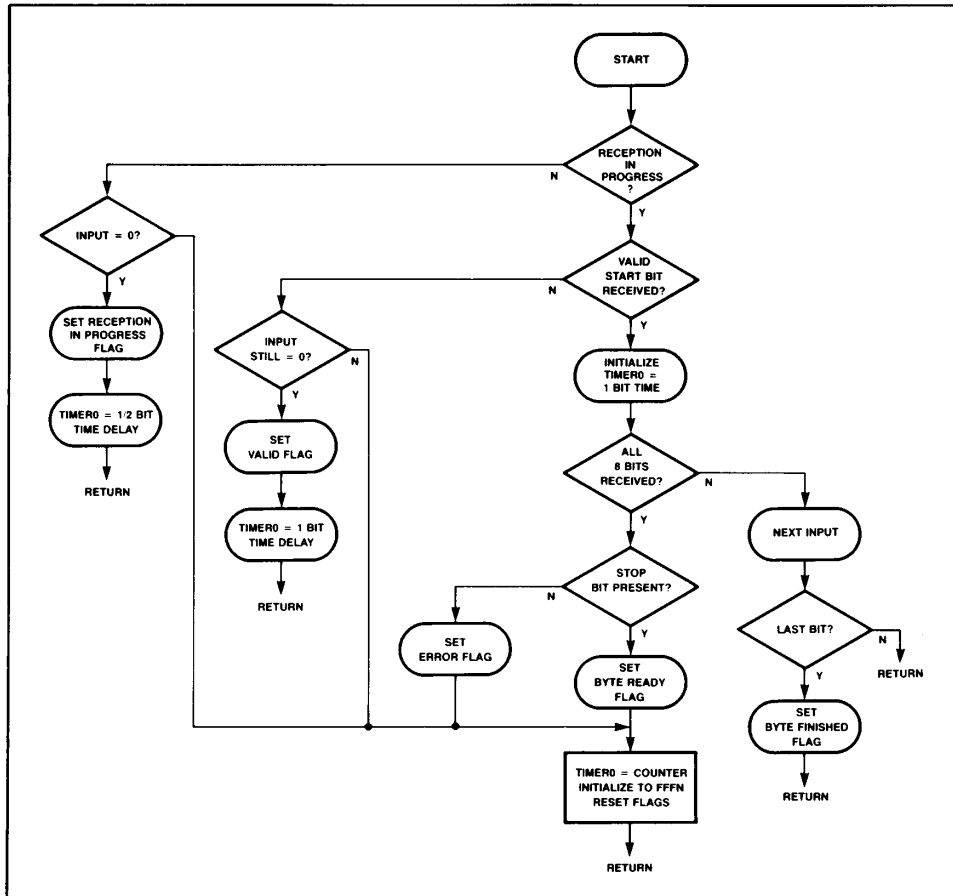 START
RECEPTION
IN
PROGRESS
?
N
Y
INPUT = 0?
Y
SET RECEPTION
IN PROGRESS
FLAG
TIMER0 = 1/2 BIT
TIME DELAY
RETURN
VALID
START BIT
RECEIVED?
N
Y
INPUT
STILL = 0?
N
Y
SET
VALID FLAG
TIMER0 = 1 BIT
TIME DELAY
RETURN
INITIALIZE
TIMER0 =
1 BIT TIME
ALL
8 BITS
RECEIVED?
N
Y
NEXT INPUT
LAST BIT?
N
RETURN
Y
SET
BYTE FINISHED
FLAG
RETURN
STOP
BIT PRESENT?
N
Y
SET
ERROR FLAG
SET
BYTE READY
FLAG
TIMER0 = COUNTER
INITIALIZE TO FFFN
RESET FLAGS
RETURN